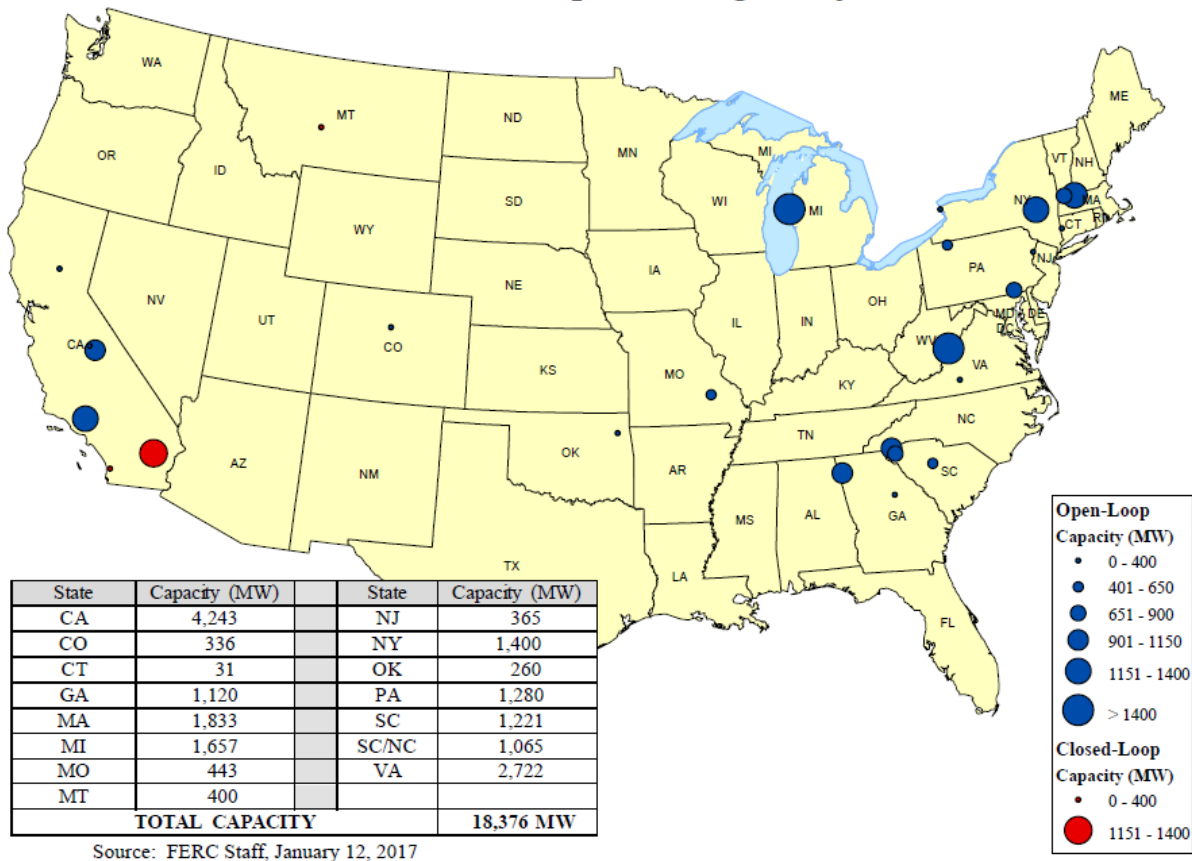 WA
MT
ND
MN
MI
ME
OR
ID
SD
WI
MI
VT
NH
NY
MA
CT
WY
IA
PA
NJ
NE
NV
UT
CO
IL
IN
OH
MD
DE
DC
WV
VA
CA
KS
MO
KY
NC
TN
AZ
NM
OK
AR
SC
MS
AL
GA
TX
LA
FL
State Capacity (MW) State Capacity (MW)
CA 4,243 NJ 365
CO 336 NY 1,400
CT 31 OK 260
GA 1,120 PA 1,280
MA 1,833 SC 1,221
MI 1,657 SC/NC 1,065
MO 443 VA 2,722
MT 400
TOTAL CAPACITY 18,376 MW
Source: FERC Staff, January 12, 2017
Open-Loop
Capacity (MW)
0 - 400
401 - 650
651 - 900
901 - 1150
1151 - 1400
> 1400
Closed-Loop
Capacity (MW)
0 - 400
1151 - 1400